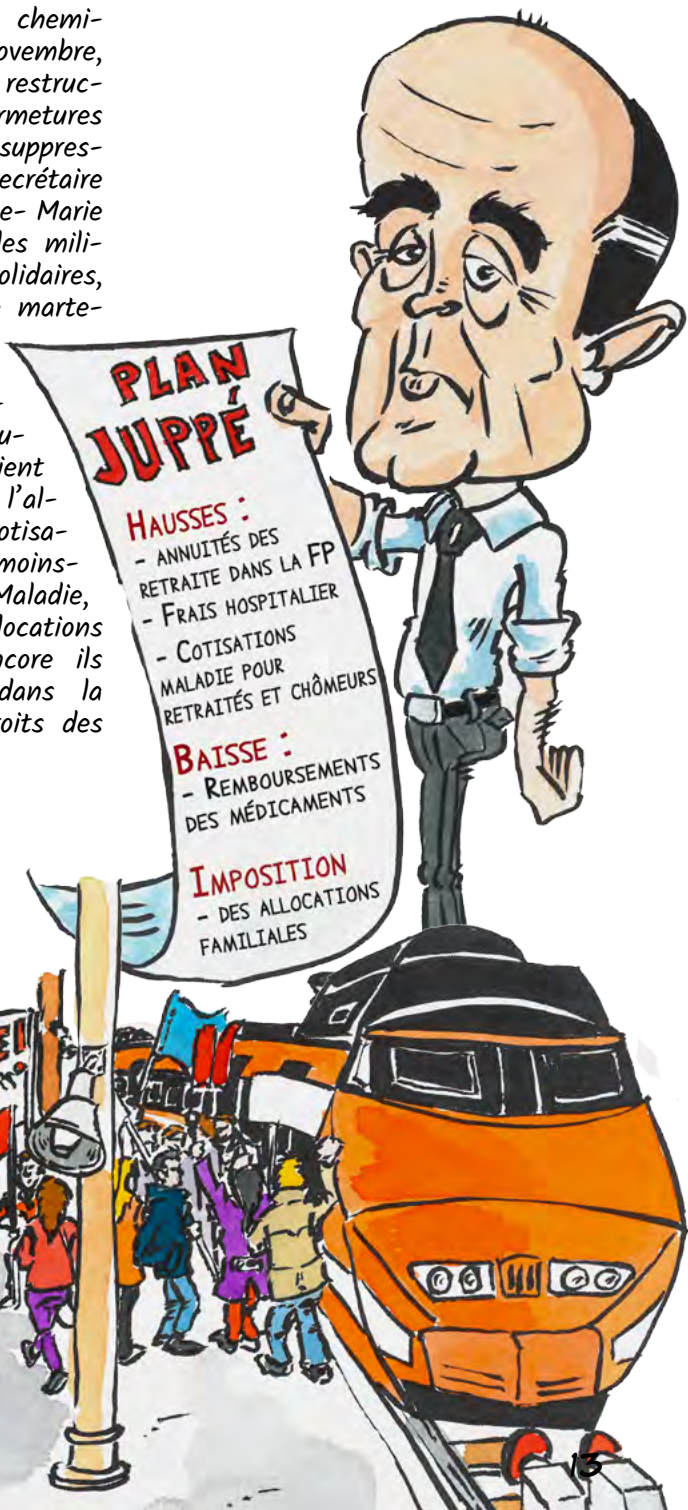 chemi-
ovembre,
restruc-
rmetures
suppres-
ecrétaire
e- Marie
les mili-
olidaires,
marte-
u-
ient
l'al-
otisa-
moins-
Maladie,
locations
ncore ils
dans la
oits des
PLAN
JUPPÉ
HAUSSES :
- ANNUITÉS DES
RETRAITE DANS LA FP
- FRAIS HOSPITALIER
- COTISATIONS
MALADIE POUR
RETRAITÉS ET CHÔMEURS
BAISSE :
- REMBOURSEMENTS
DES MÉDICAMENTS
IMPOSITION
- DES ALLOCATIONS
FAMILIALES
13